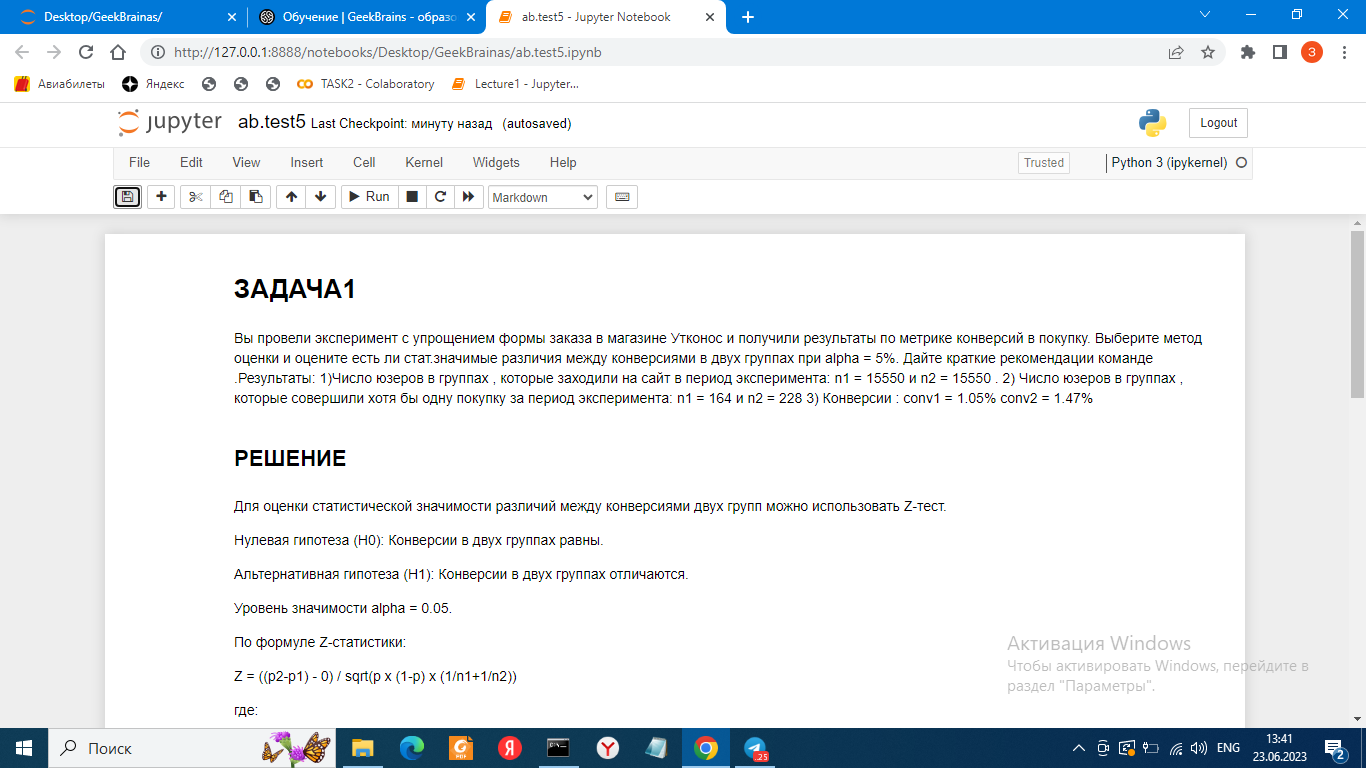 Desktop/GeekBrainas/
Обучение | GeekBrains - образо
ab.test5 - Jupyter Notebook
http://127.0.0.1:8888/notebooks/Desktop/GeekBrainas/ab.test5.ipynb
3
Авиабилеты
Яндекс
TASK2 - Colaboratory
Lecture1 - Jupyter...
jupyter ab.test5 Last Checkpoint: минуту назад (autosaved)
Logout
File Edit View Insert Cell Kernel Widgets Help
Trusted
Python 3 (ipykernel)
Run
Markdown
ЗАДАЧА1
Вы провели эксперимент с упрощением формы заказа в магазине Утконос и получили результаты по метрике конверсий в покупку. Выберите метод
оценки и оцените есть ли стат.значимые различия между конверсиями в двух группах при alpha = 5%. Дайте краткие рекомендации команде
.Результаты: 1)Число юзеров в группах , которые заходили на сайт в период эксперимента: n1 = 15550 и n2 = 15550 . 2) Число юзеров в группах ,
которые совершили хотя бы одну покупку за период эксперимента: n1 = 164 и n2 = 228 3) Конверсии : conv1 = 1.05% conv2 = 1.47%
РЕШЕНИЕ
Для оценки статистической значимости различий между конверсиями двух групп можно использовать Z-тест.
Нулевая гипотеза (H0): Конверсии в двух группах равны.
Альтернативная гипотеза (H1): Конверсии в двух группах отличаются.
Уровень значимости alpha = 0.05.
По формуле Z-статистики:
Z = ((p2-p1) - 0) / sqrt(p x (1-p) x (1/n1+1/n2))
где:
Активация Windows
Чтобы активировать Windows, перейдите в
раздел "Параметры".
Поиск
PDF
Я
Y
.25
ENG
13:41
23.06.2023
2